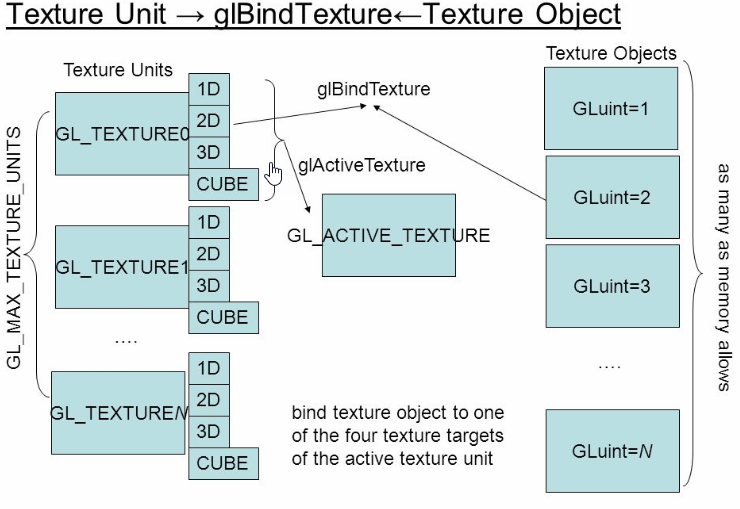 Texture Unit → glBindTexture←Texture Object
Texture Units
GL_MAX_TEXTURE_UNITS
GL_TEXTURE0
1D
2D
3D
CUBE
GL_TEXTURE1
1D
2D
3D
CUBE
....
GL_TEXTUREN
1D
2D
3D
CUBE
glBindTexture
glActiveTexture
GL_ACTIVE_TEXTURE
bind texture object to one
of the four texture targets
of the active texture unit
Texture Objects
GLuint=1
GLuint=2
GLuint=3
....
GLuint=N
as many as memory allows